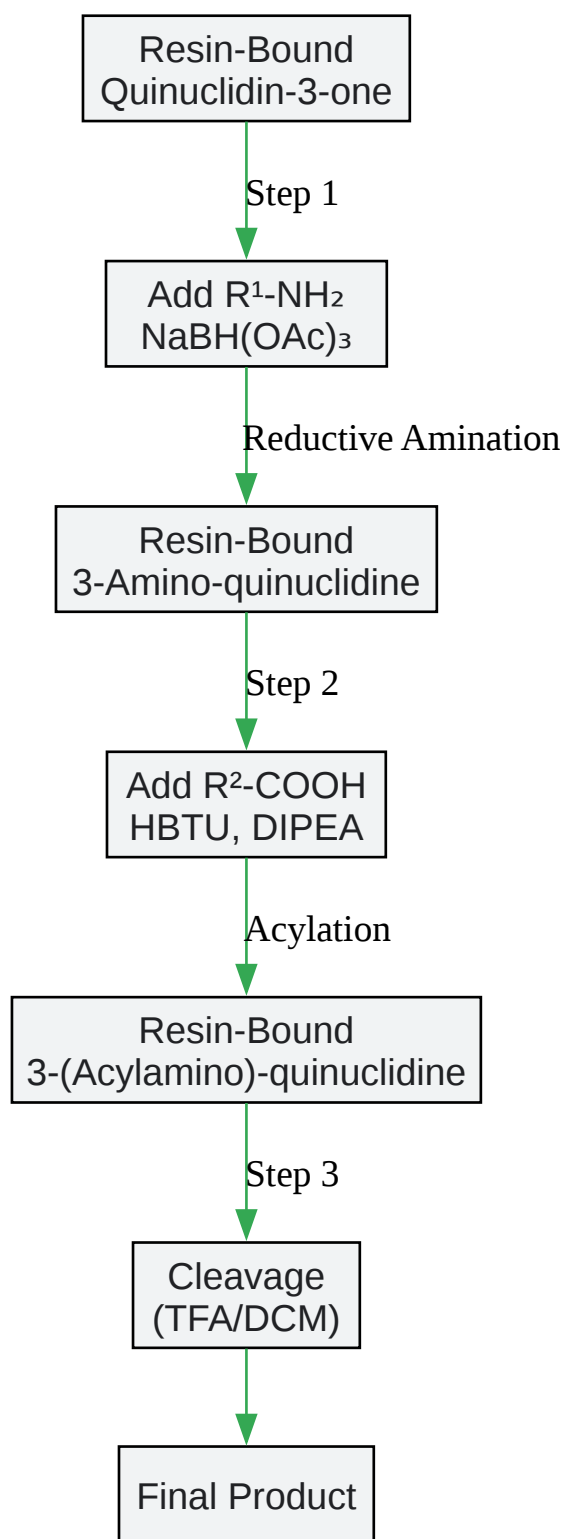 Resin-Bound
Quinuclidin-3-one
Step 1
Add R¹-NH₂
NaBH(OAc)₃
Reductive Amination
Resin-Bound
3-Amino-quinuclidine
Step 2
Add R²-COOH
HBTU, DIPEA
Acylation
Resin-Bound
3-(Acylamino)-quinuclidine
Step 3
Cleavage
(TFA/DCM)
Final Product